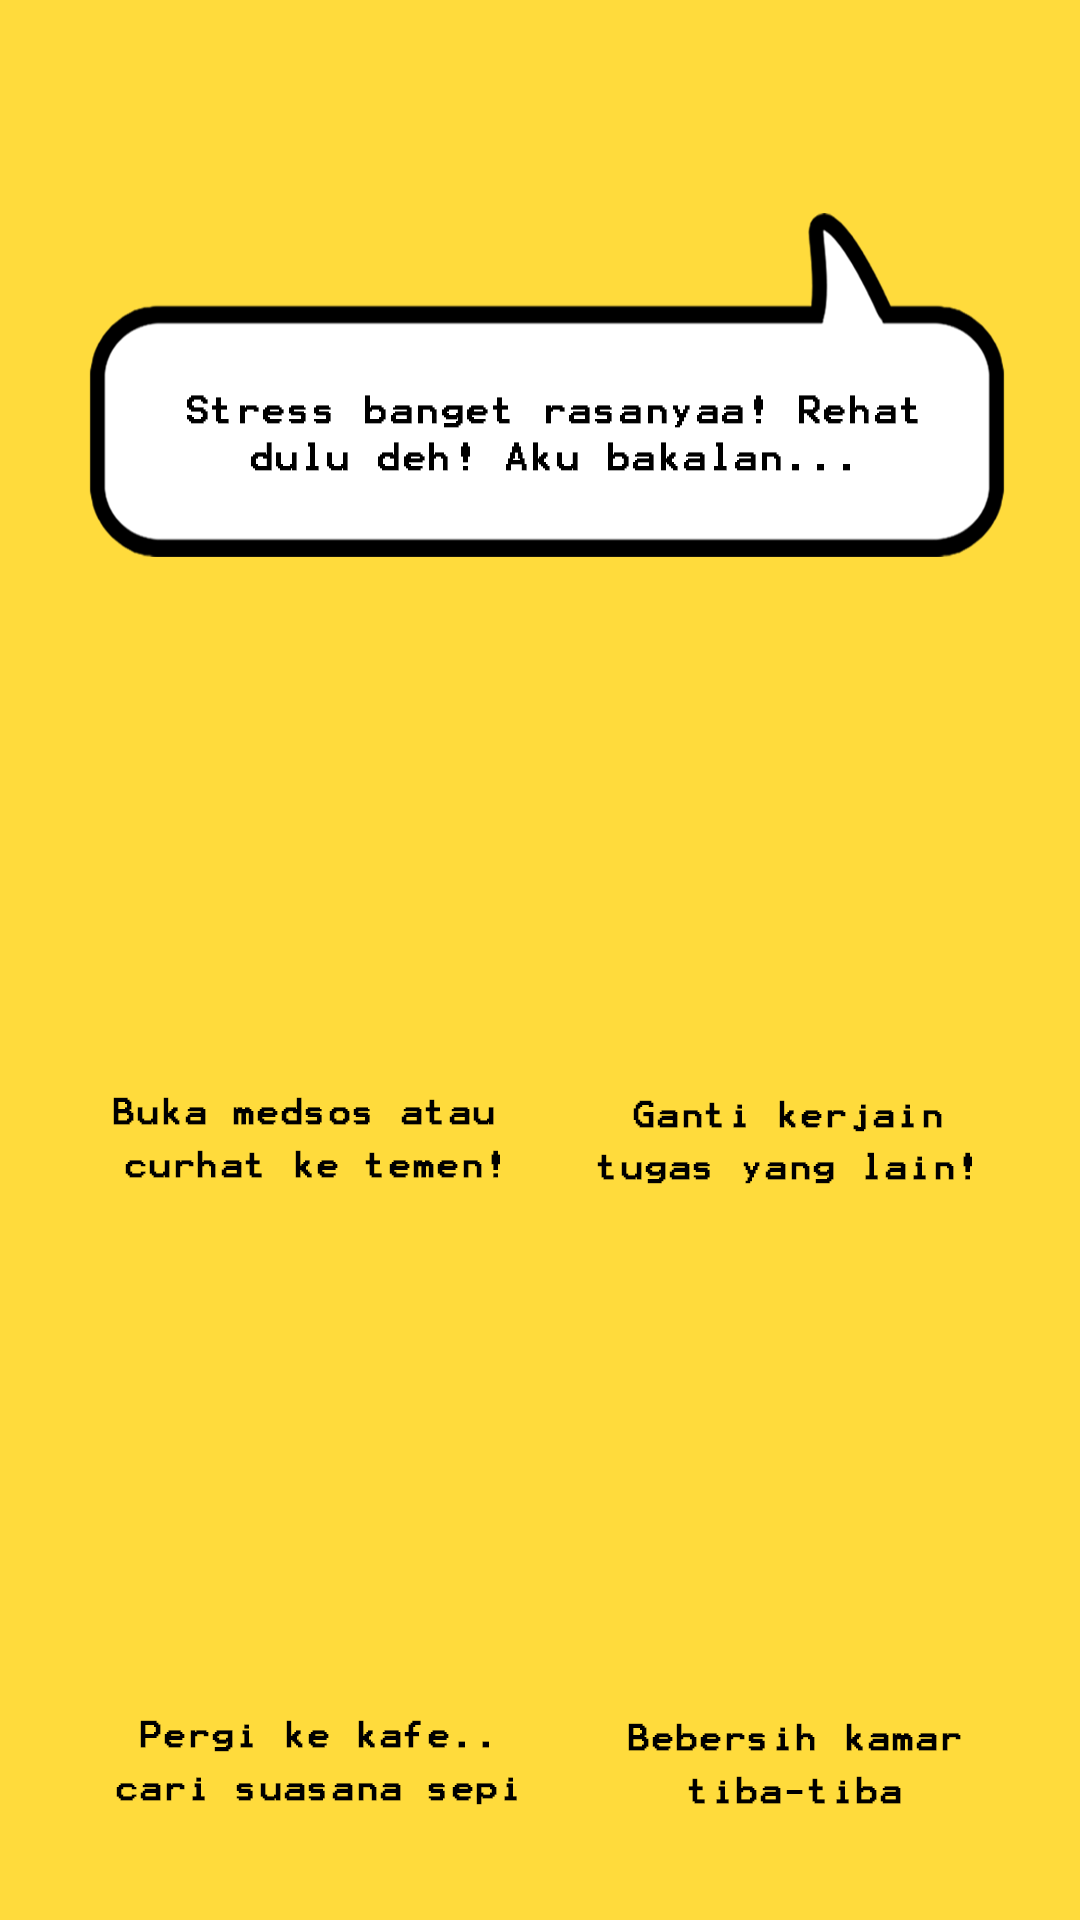 Stress banget rasanyaa! Rehat
dulu deh! Aku bakalan...
Buka medsos atau
curhat ke temen!
Ganti kerjain
tugas yang lain!
Pergi ke kafe..
cari suasana sepi
Bebersih kamar
tiba-tiba